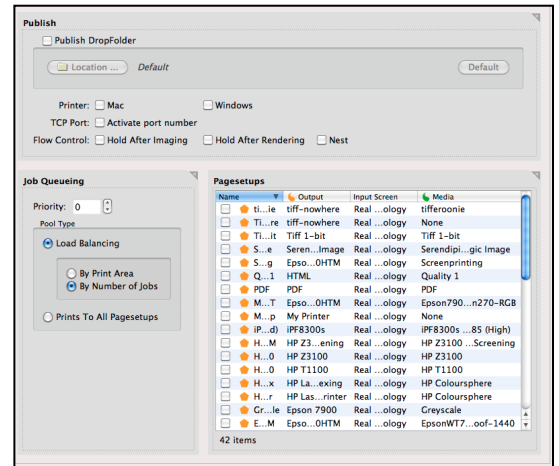 Publish
Publish DropFolder
Location ... Default Default
Printer: Mac Windows
TCP Port: Activate port number
Flow Control: Hold After Imaging Hold After Rendering Nest
Job Queueing
Priority: 0
Pool Type
Load Balancing
By Print Area
By Number of Jobs
Prints To All Pagesetups
Pagesetups
Name Output Input Screen Media
ti...ie tiff-nowhere Real ...ology tifferoonie
Ti...re tiff-nowhere Real ...ology None
Ti...it Tiff 1-bit Real ...ology Tiff 1-bit
S...e Seren...Image Real ...ology Serendipi...gic Image
S...g Epso...0HTM Real ...ology Screenprinting
Q...1 HTML Real ...ology Quality 1
PDF PDF Real ...ology PDF
M...T Epso...0HTM Real ...ology Epson790...n270-RGB
M...p My Printer Real ...ology None
iP...d) iPF8300s Real ...ology iPF8300s ...85 (High)
H...M HP Z3...ening Real ...ology HP Z3100 ...Screening
H...0 HP Z3100 Real ...ology HP Z3100
H...0 HP T1100 Real ...ology HP T1100
H...x HP La...exing Real ...ology HP Coloursphere
H...r HP Las...rinter Real ...ology HP Coloursphere
Gr...le Epson 7900 Real ...ology Greyscale
E...M Epso...0HTM Real ...ology EpsonWT7...oof-1440
42 items